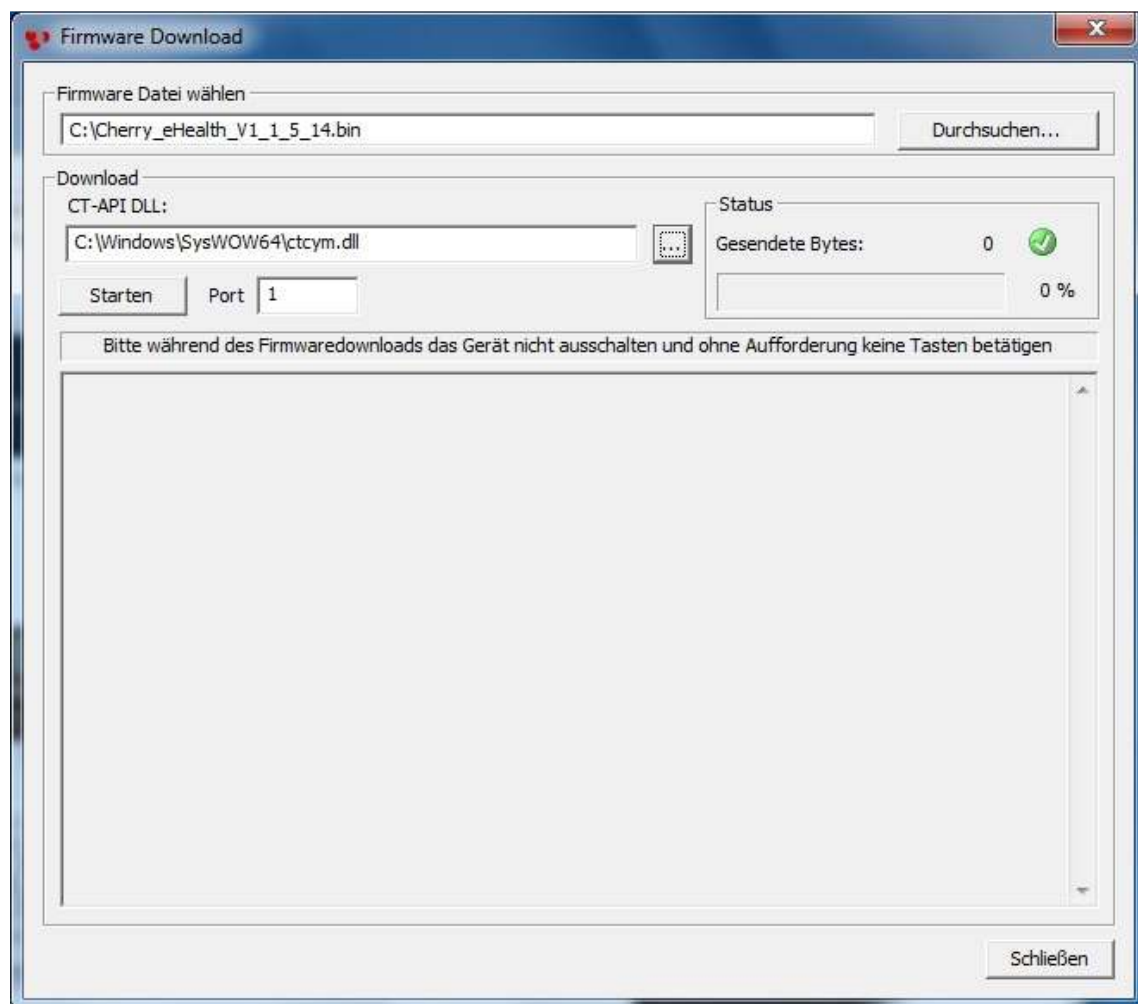 Firmware Download
Firmware Datei wählen
C:\Cherry_eHealth_V1_1_5_14.bin
Durchsuchen...
Download
CT-API DLL:
C:\Windows\SysWOW64\ctcym.dll
...
Status
Gesendete Bytes: 0
0 %
Starten
Port 1
Bitte während des Firmwaredownloads das Gerät nicht ausschalten und ohne Aufforderung keine Tasten betätigen
Schließen